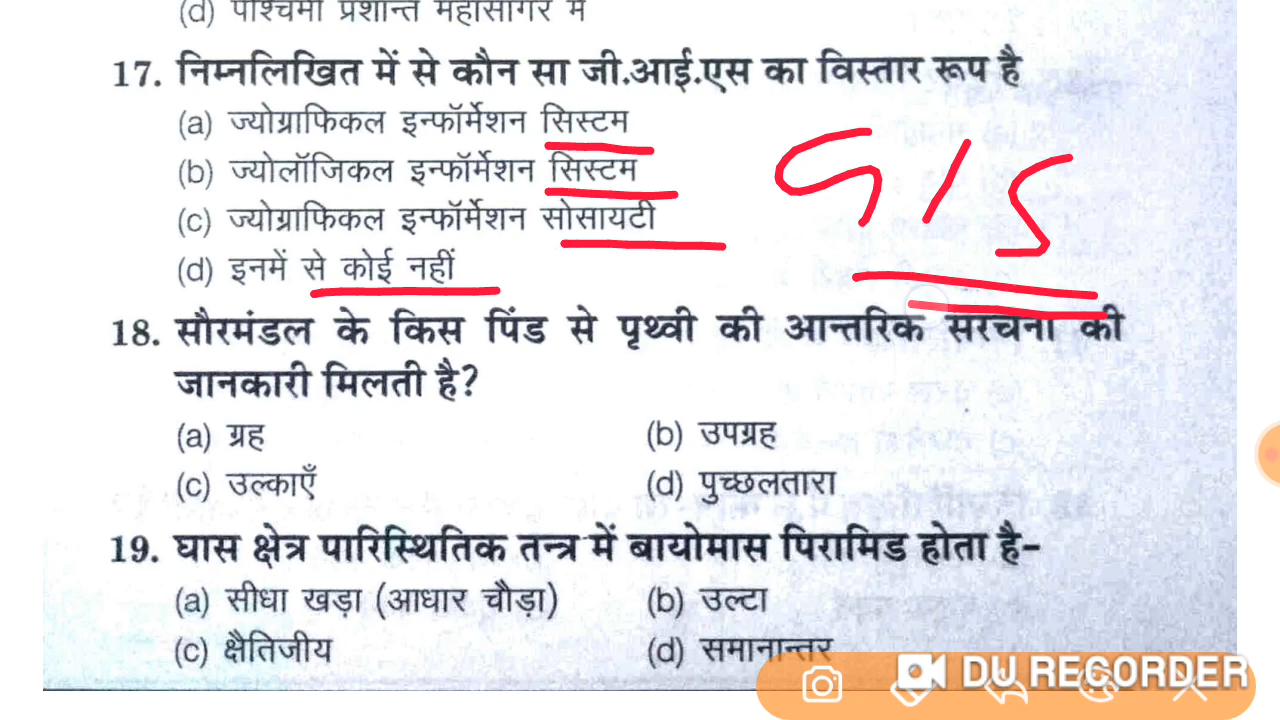 (d) पश्चिमी प्रशान्त महासागर में
17. निम्नलिखित में से कौन सा जी.आई.एस का विस्तार रूप है
(a) ज्योग्राफिकल इन्फॉर्मेशन सिस्टम
(b) ज्योलॉजिकल इन्फॉर्मेशन सिस्टम
(c) ज्योग्राफिकल इन्फॉर्मेशन सोसायटी
(d) इनमें से कोई नहीं
GIS
18. सौरमंडल के किस पिंड से पृथ्वी की आन्तरिक संरचना की
जानकारी मिलती है?
(a) ग्रह (b) उपग्रह
(c) उल्काएँ (d) पुच्छलतारा
19. घास क्षेत्र पारिस्थितिक तन्त्र में बायोमास पिरामिड होता है-
(a) सीधा खड़ा (आधार चौड़ा) (b) उल्टा
(c) क्षैतिजीय (d) समानान्तर
DU RECORDER